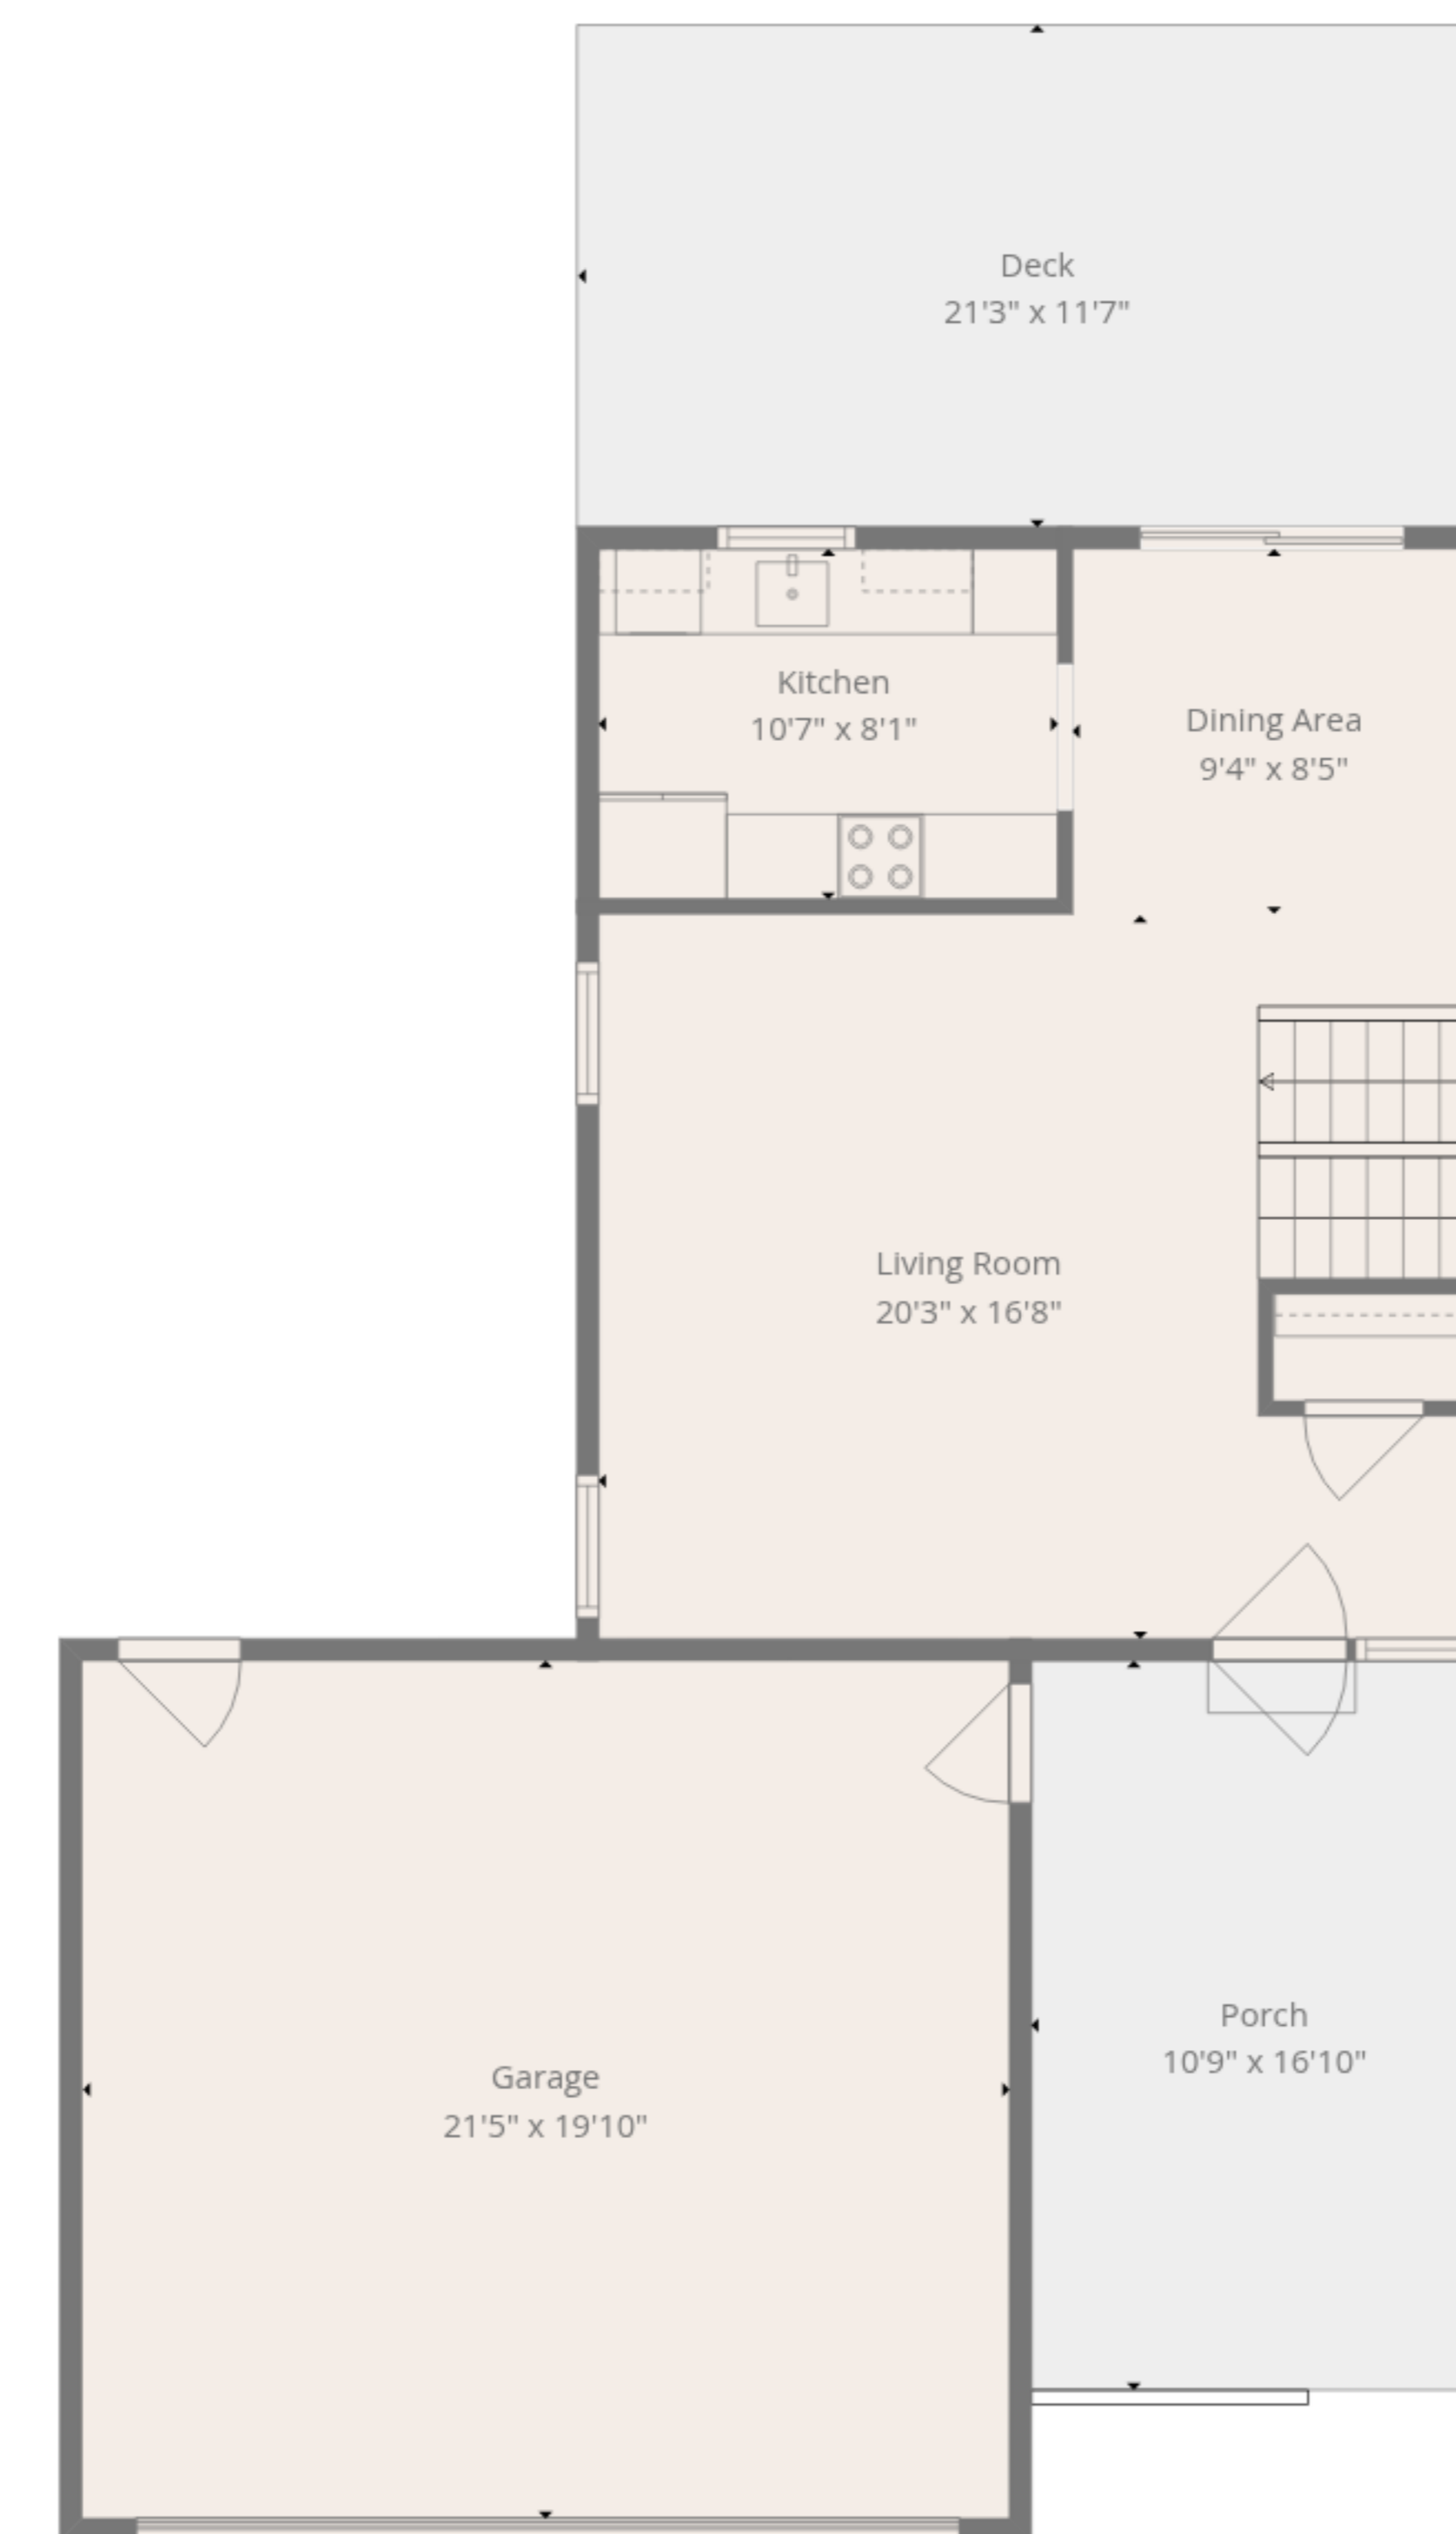 Deck
21'3" x 11'7"
Kitchen
10'7" x 8'1"
Dining Area
9'4" x 8'5"
Living Room
20'3" x 16'8"
Porch
10'9" x 16'10"
Garage
21'5" x 19'10"